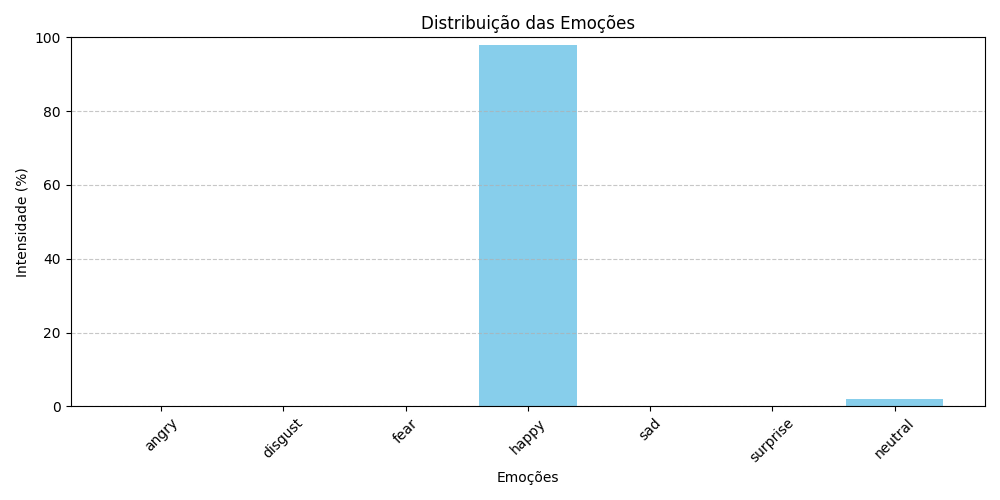 Distribuição das Emoções
Intensidade (%)
100
80
60
40
20
0
angry
disgust
fear
happy
sad
surprise
neutral
Emoções